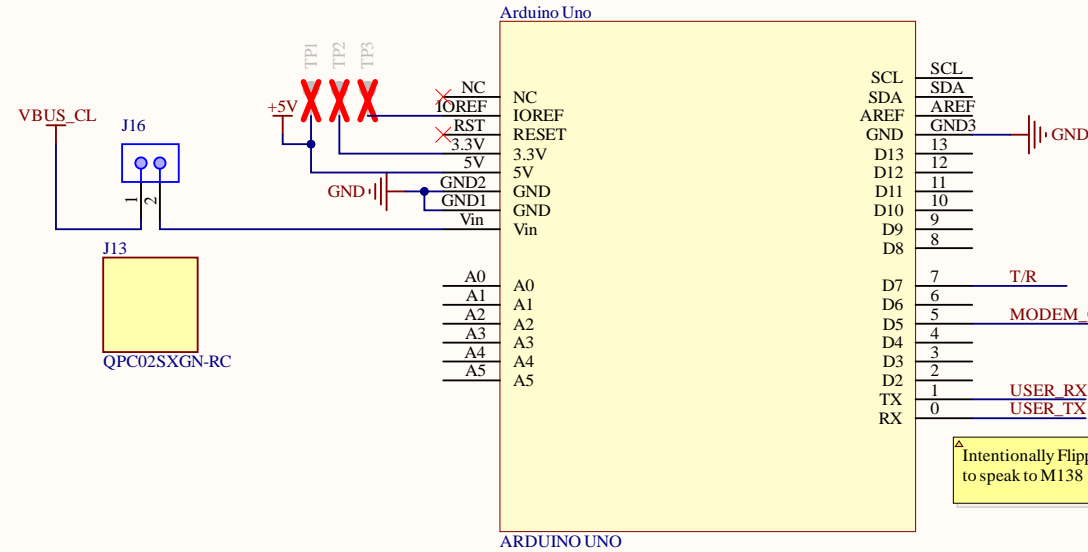 Arduino Uno
TP1
TP2
TP3
VBUS_CL
J16
1
2
+5V
GND
NC
IOREF
RST
3.3V
5V
GND2
GND1
Vin
NC
IOREF
RESET
3.3V
5V
GND
GND
Vin
J13
QPC02SXGN-RC
A0
A1
A2
A3
A4
A5
A0
A1
A2
A3
A4
A5
SCL
SDA
AREF
GND
D13
D12
D11
D10
D9
D8
D7
D6
D5
D4
D3
D2
TX
RX
SCL
SDA
AREF
GND3
13
12
11
10
9
8
7
6
5
4
3
2
1
0
GND
T/R
MODEM_
USER_RX
USER_TX
Intentionally Flipp
to speak to M138
ARDUINO UNO